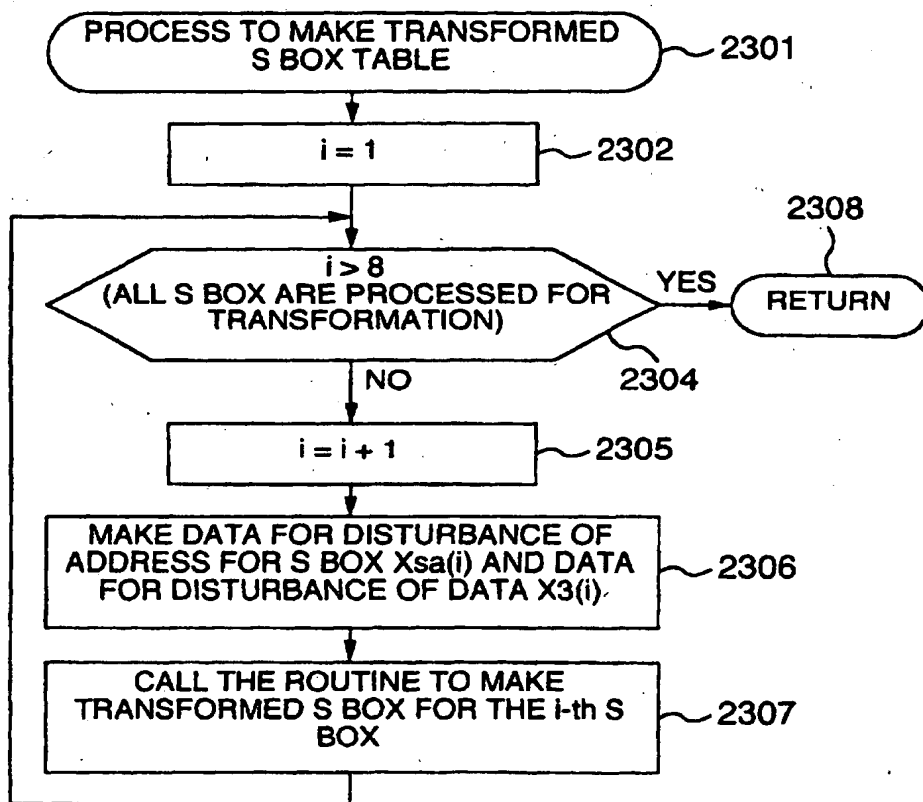 PROCESS TO MAKE TRANSFORMED
S BOX TABLE
2301
i = 1
2302
2308
i > 8
(ALL S BOX ARE PROCESSED FOR
TRANSFORMATION)
YES
RETURN
2304
NO
i = i + 1
2305
MAKE DATA FOR DISTURBANCE OF
ADDRESS FOR S BOX Xsa(i) AND DATA
FOR DISTURBANCE OF DATA X3(i)
2306
CALL THE ROUTINE TO MAKE
TRANSFORMED S BOX FOR THE i-th S
BOX
2307